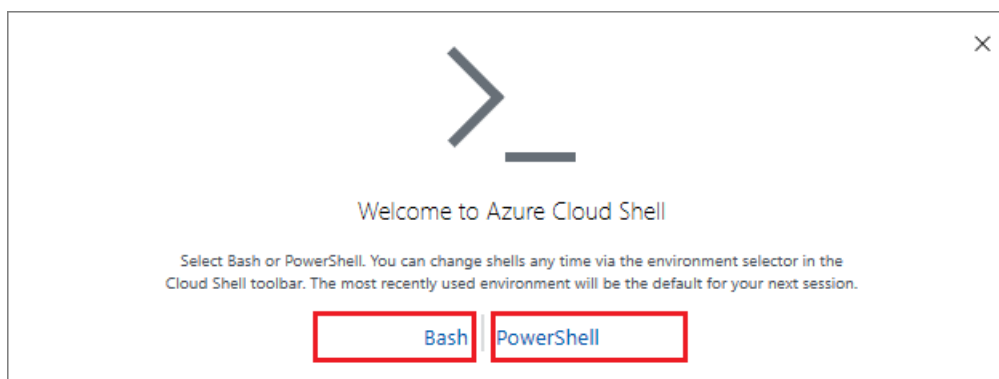 Welcome to Azure Cloud Shell
Select Bash or PowerShell. You can change shells any time via the environment selector in the
Cloud Shell toolbar. The most recently used environment will be the default for your next session.
Bash PowerShell